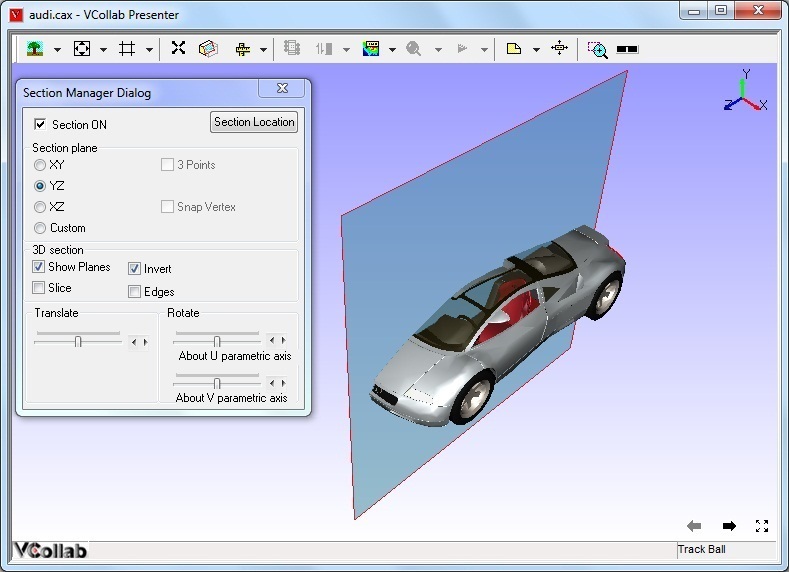 audi.cax - VCollab Presenter
Section Manager Dialog
Section ON
Section Location
Section plane
XY
3 Points
YZ
XZ
Snap Vertex
Custom
3D section
Show Planes
Invert
Slice
Edges
Translate
Rotate
About U parametric axis
About V parametric axis
Y
Z
X
VCollab
Track Ball